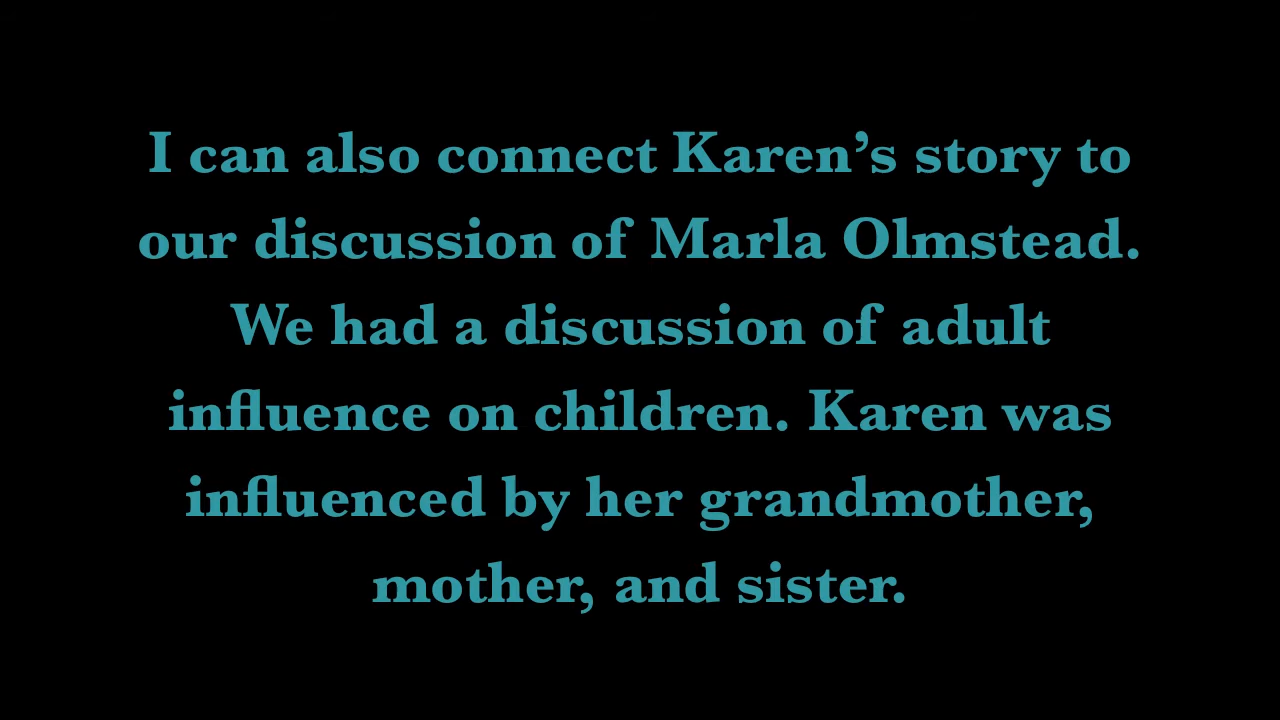 I can also connect Karen’s story to
our discussion of Marla Olmstead.
We had a discussion of adult
influence on children. Karen was
influenced by her grandmother,
mother, and sister.